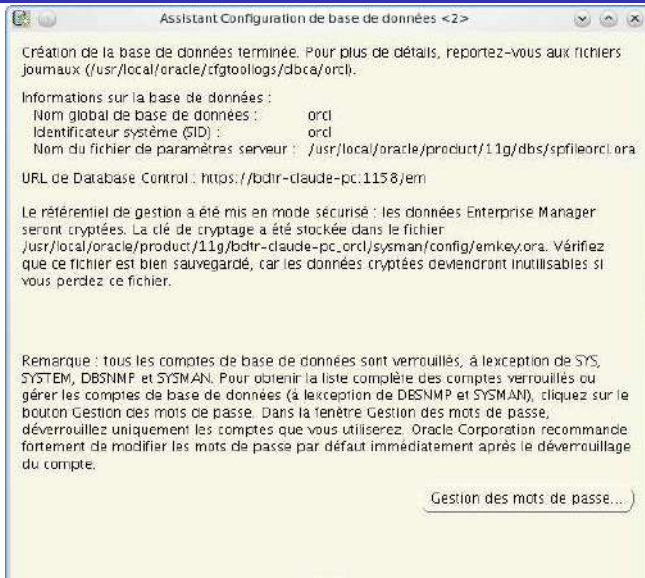 Assistant Configuration de base de données <2>
Création de la base de données terminée. Pour plus de détails, reportez-vous aux fichiers
journaux (/usr/local/oracle/cfgtoollogs/dbca/orcl).
Informations sur la base de données :
Nom global de base de données : orcl
Identificateur système (SID) : orcl
Nom du fichier de paramètres serveur : /usr/local/oracle/product/11g/dbs/spfileorcl.ora
URL de Database Control : https://bdtr-claude-pc:1158/em
Le référentiel de gestion a été mis en mode sécurisé : les données Enterprise Manager
seront cryptées. La clé de cryptage a été stockée dans le fichier
/usr/local/oracle/product/11g/bdtr-claude-pc_orcl/sysman/config/emkey.ora. Vérifiez
que ce fichier est bien sauvegardé, car les données cryptées deviendront inutilisables si
vous perdez ce fichier.
Remarque : tous les comptes de base de données sont verrouillés, à lexception de SYS,
SYSTEM, DBSNMP et SYSMAN. Pour obtenir la liste complète des comptes verrouillés ou
gérer les comptes de base de données (à lexception de DBSNMP et SYSMAN), cliquez sur le
bouton Gestion des mots de passe. Dans la fenêtre Gestion des mots de passe,
déverrouillez uniquement les comptes que vous utiliserez. Oracle Corporation recommande
fortement de modifier les mots de passe par défaut immédiatement après le déverrouillage
du compte.
Gestion des mots de passe...